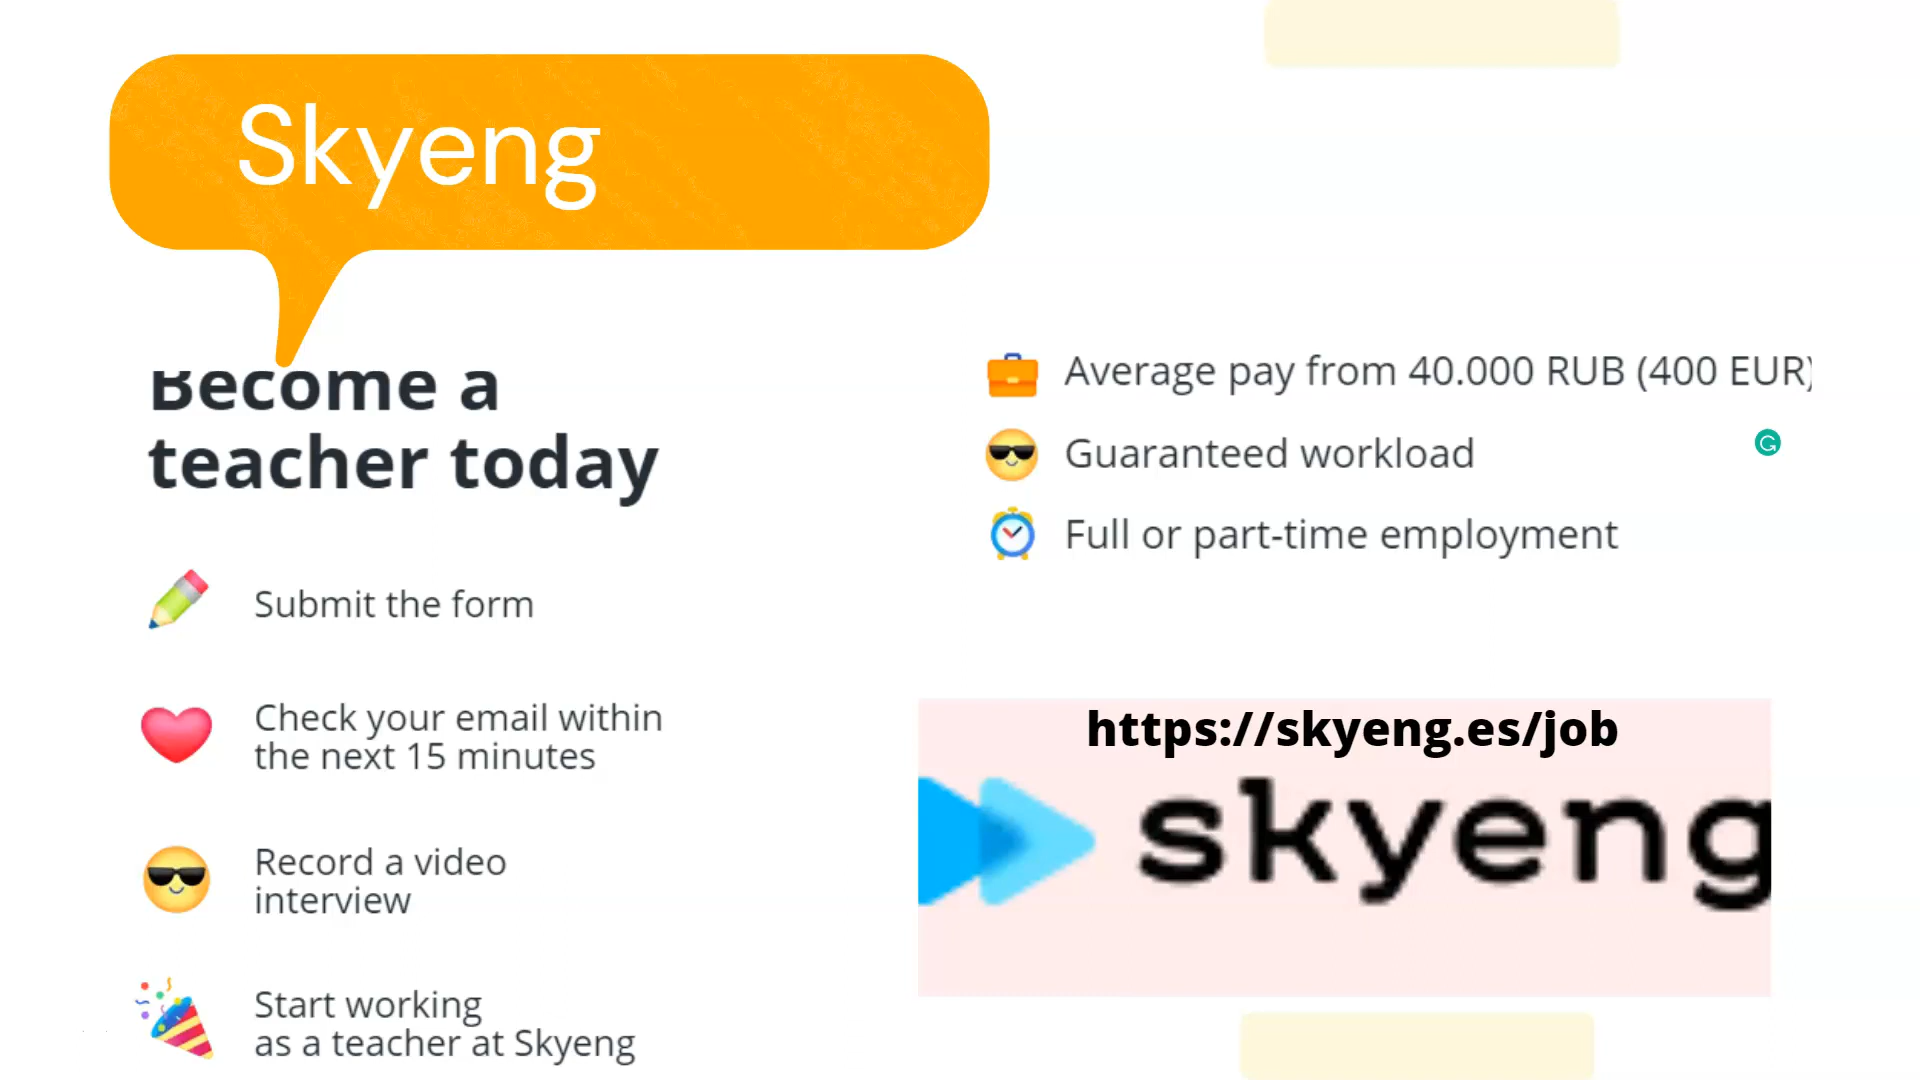 Skyeng
Become a
teacher today
Submit the form
Check your email within
the next 15 minutes
Record a video
interview
Start working
as a teacher at Skyeng
Average pay from 40.000 RUB (400 EUR)
Guaranteed workload
Full or part-time employment
https://skyeng.es/job
skyeng